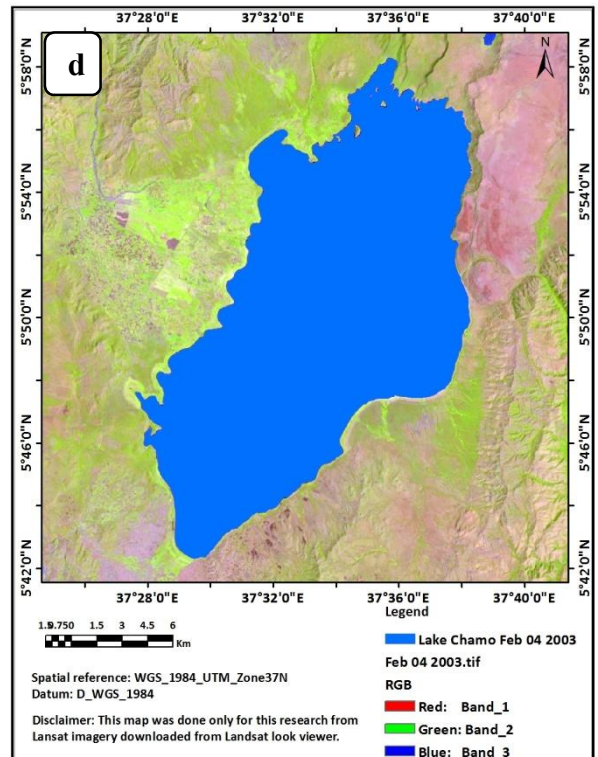 37°28'0"E 37°32'0"E 37°36'0"E 37°40'0"E
d
N
5°58'0"N 5°58'0"N
5°54'0"N 5°54'0"N
5°50'0"N 5°50'0"N
5°46'0"N 5°46'0"N
5°42'0"N 5°42'0"N
37°28'0"E 37°32'0"E 37°36'0"E 37°40'0"E
Legend
1.5 0.75 0 1.5 3 4.5 6
Km
Lake Chamo Feb 04 2003
Feb 04 2003.tif
RGB
Red: Band_1
Green: Band_2
Blue: Band_3
Spatial reference: WGS_1984_UTM_Zone37N
Datum: D_WGS_1984
Disclaimer: This map was done only for this research from
Lansat imagery downloaded from Landsat look viewer.